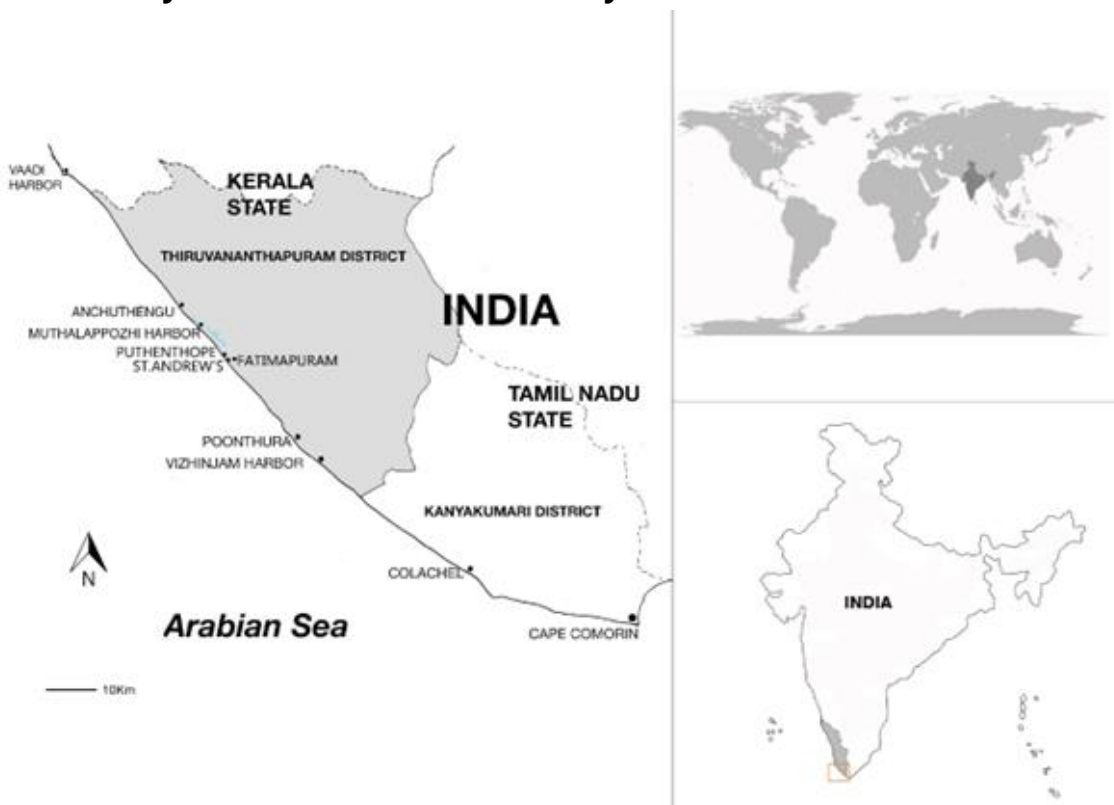 VAADI
HARBOR
KERALA
STATE
THIRUVANANTHAPURAM DISTRICT
INDIA
ANCHUTHENGU
MUTHALAPPOZHI HARBOR
PUTHENTHOPE
ST.ANDREW'S
FATIMAPURAM
TAMIL NADU
STATE
POONTHURA
VIZHINJAM HARBOR
KANYAKUMARI DISTRICT
COLACHEL
N
Arabian Sea
CAPE COMORIN
10Km
INDIA